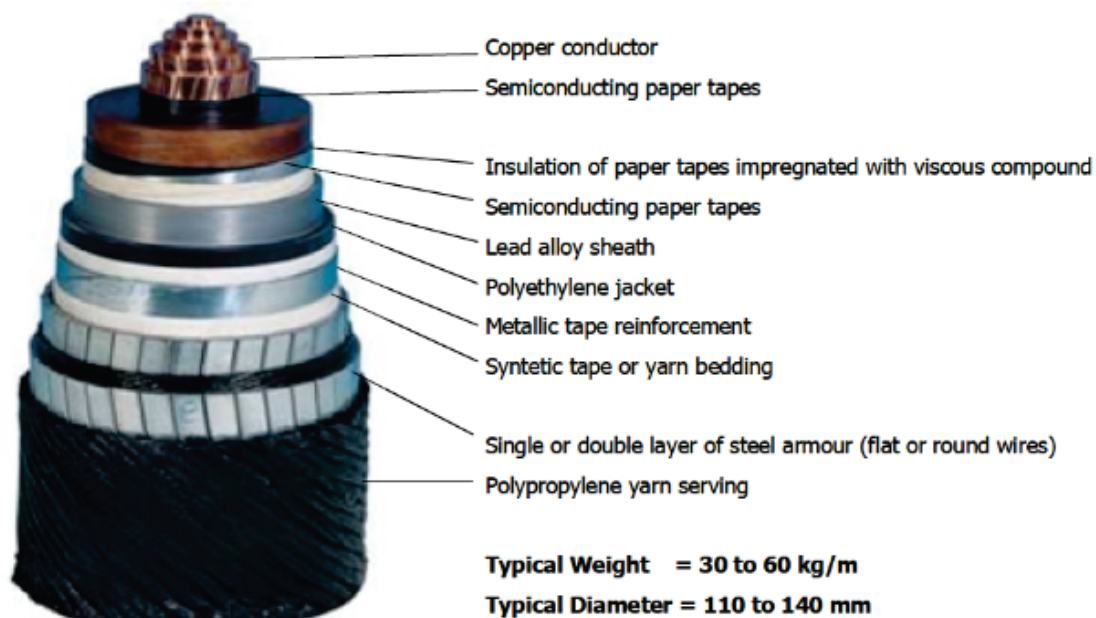 Copper conductor
Semiconducting paper tapes
Insulation of paper tapes impregnated with viscous compound
Semiconducting paper tapes
Lead alloy sheath
Polyethylene jacket
Metallic tape reinforcement
Syntetic tape or yarn bedding
Single or double layer of steel armour (flat or round wires)
Polypropylene yarn serving
Typical Weight = 30 to 60 kg/m
Typical Diameter = 110 to 140 mm